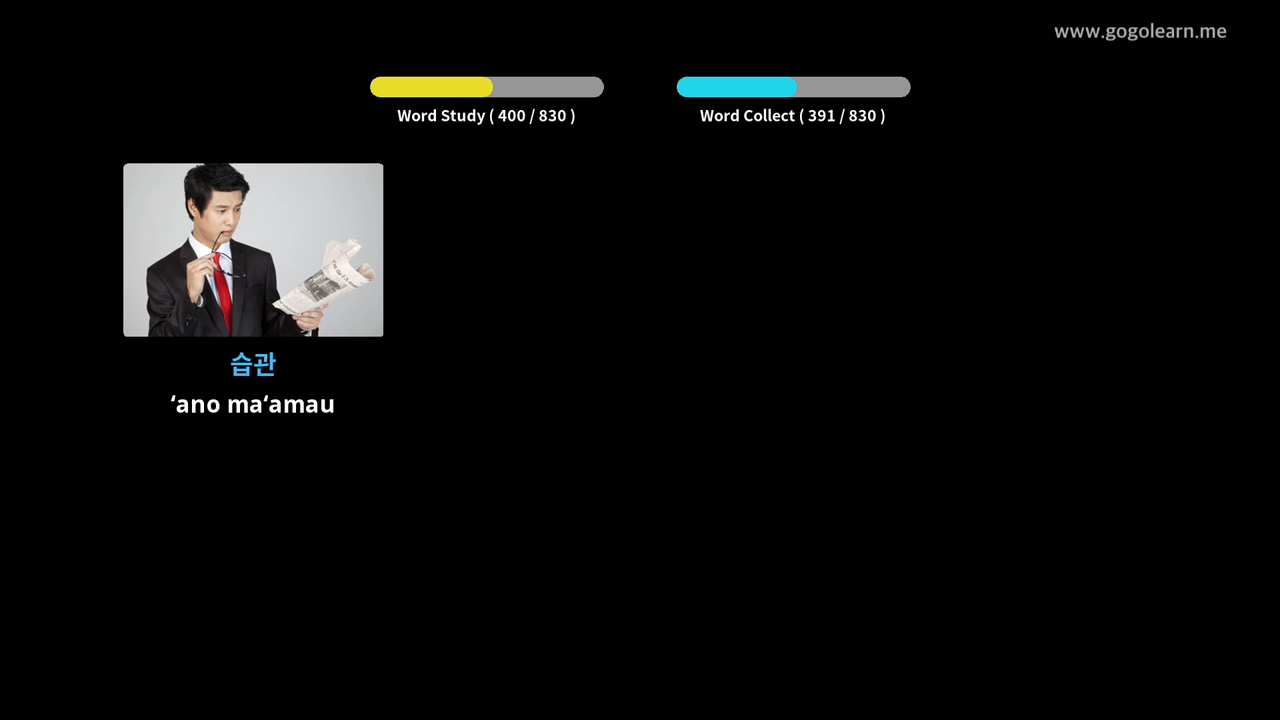 www.gogolearn.me
Word Study ( 400 / 830 )
Word Collect ( 391 / 830 )
습관
ʻano maʻamau